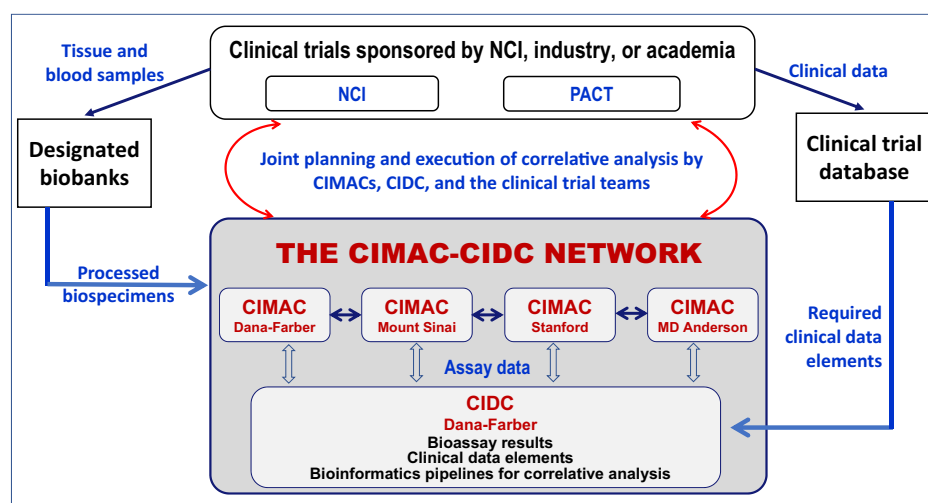 Tissue and
blood samples
Clinical trials sponsored by NCI, industry, or academia
NCI
PACT
Clinical data
Designated
biobanks
Joint planning and execution of correlative analysis by
CIMACs, CIDC, and the clinical trial teams
Clinical trial
database
THE CIMAC-CIDC NETWORK
Processed
biospecimens
CIMAC
Dana-Farber
CIMAC
Mount Sinai
CIMAC
Stanford
CIMAC
MD Anderson
Required
clinical data
elements
Assay data
CIDC
Dana-Farber
Bioassay results
Clinical data elements
Bioinformatics pipelines for correlative analysis